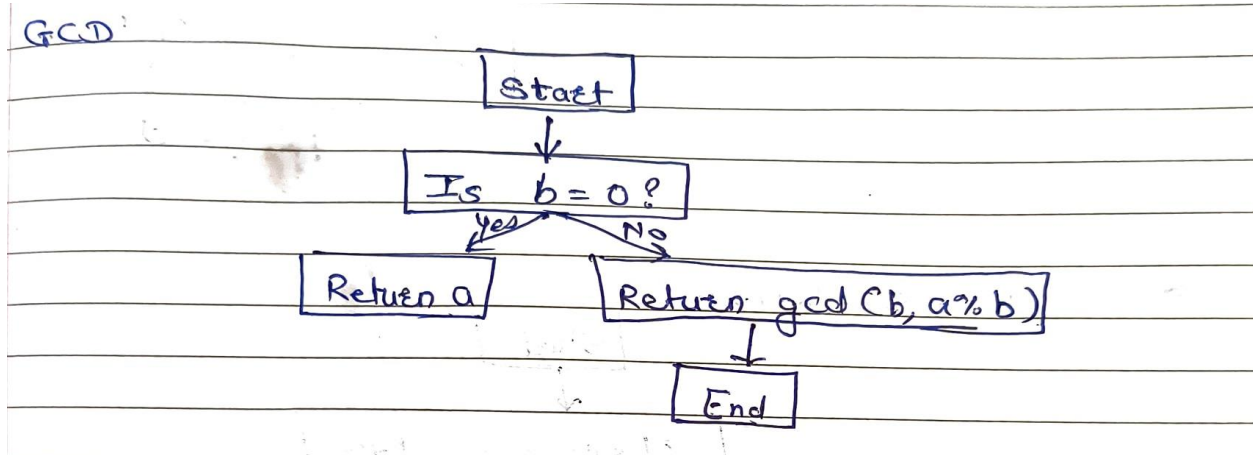 GCD:
Start
Is b = 0 ?
Yes No
Return a Return gcd (b, a% b)
End